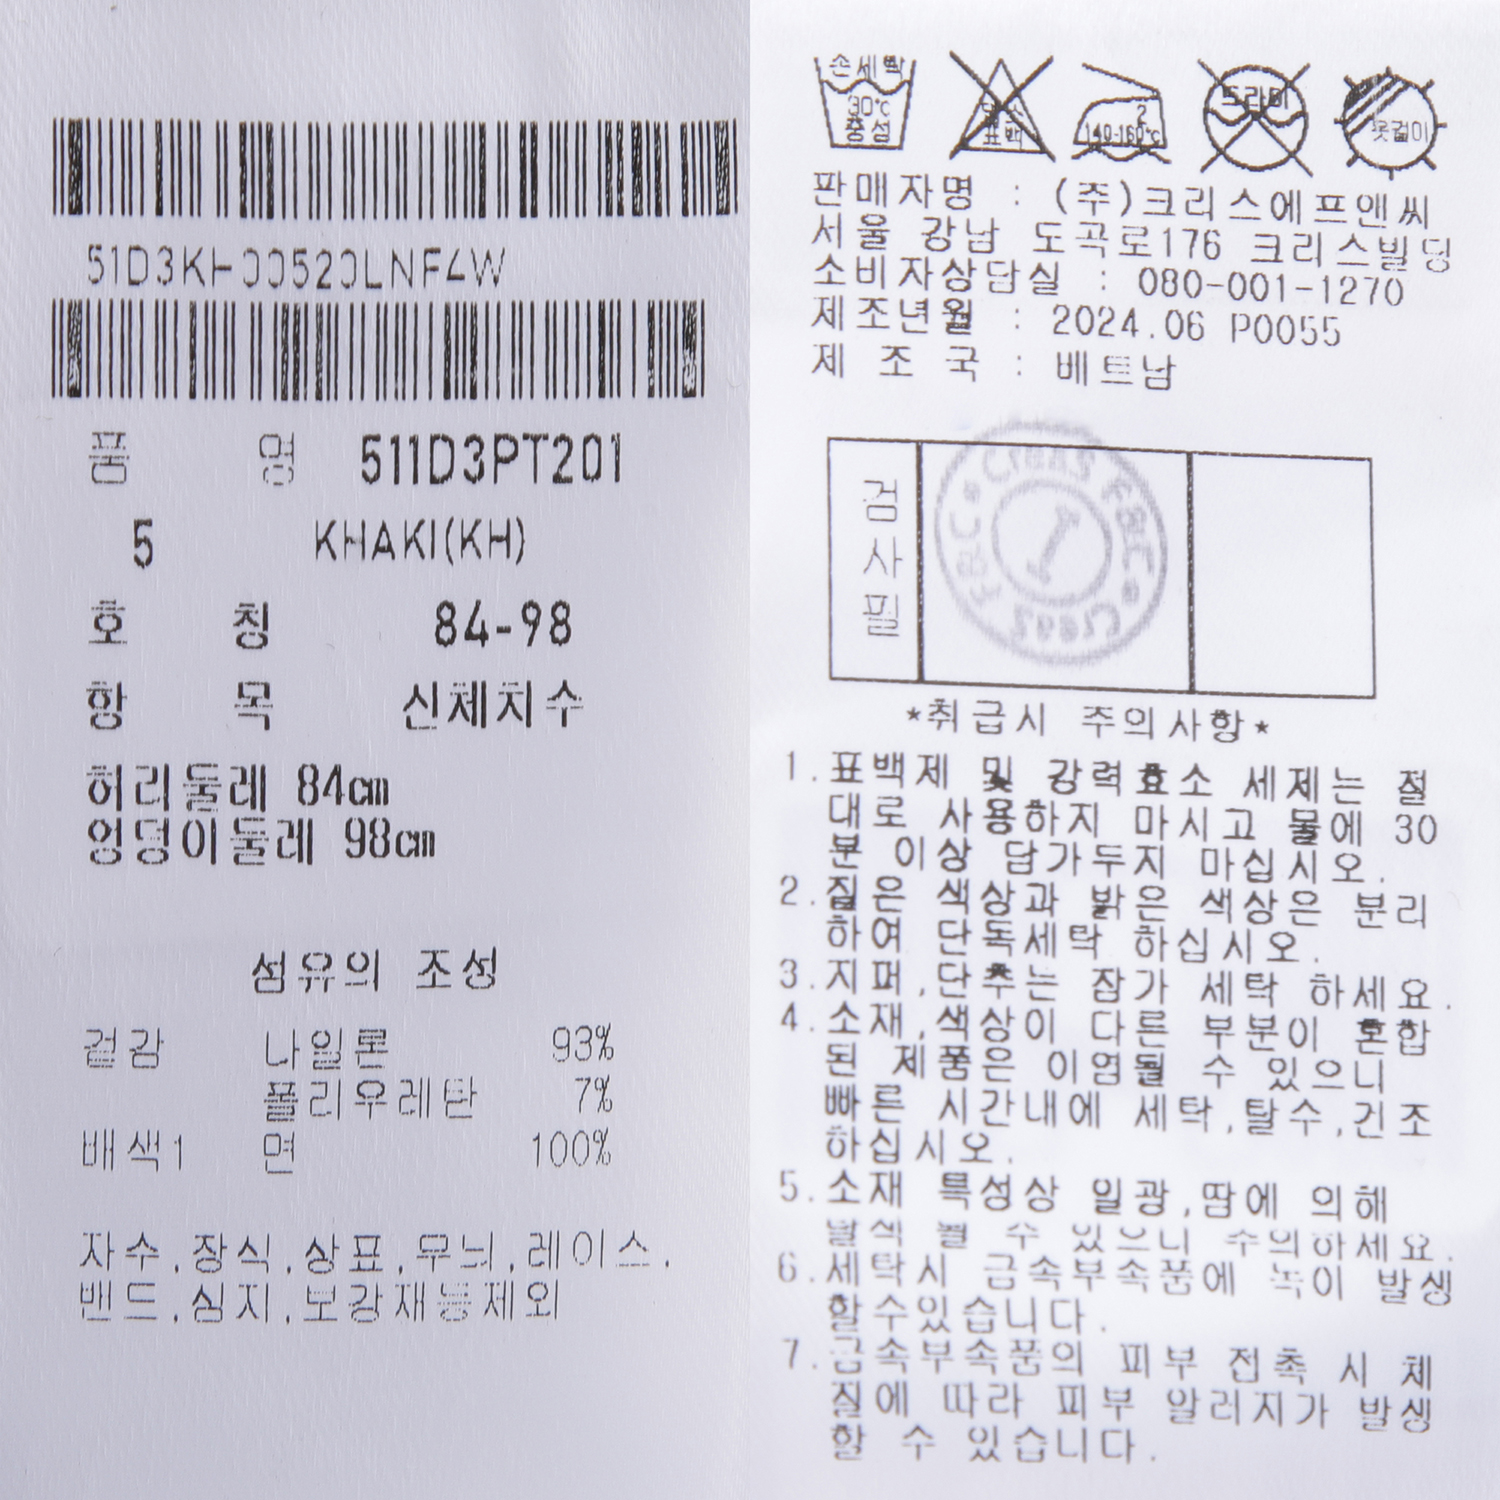 51D3KH00520LNF4W
품 명 511D3PT201
5 KHAKI(KH)
호 칭 84-98
항 목 신체치수
허리둘레 84cm
엉덩이둘레 98cm
섬유의 조성
겉감 나일론 93%
폴리우레탄 7%
배색1 면 100%
자수,장식,상표,무늬,레이스,
밴드,심지,보강재등제외
손세탁
30℃
중성
표백
2
140-160℃
드라이
옷걸이
판매자명 : (주)크리스에프앤씨
서울 강남 도곡로176 크리스빌딩
소비자상담실 : 080-001-1270
제조년월 : 2024.06 P0055
제 조 국 : 베트남
검사필
Creas F&C Creas F&C
1
*취급시 주의사항*
1.표백제 및 강력효소 세제는 절
대로 사용하지 마시고 물에 30
분 이상 담가두지 마십시오.
2.짙은 색상과 밝은 색상은 분리
하여 단독세탁 하십시오.
3.지퍼,단추는 잠가 세탁 하세요.
4.소재,색상이 다른 부분이 혼합
된 제품은 이염될 수 있으니
빠른 시간내에 세탁,탈수,건조
하십시오.
5.소재 특성상 일광,땀에 의해
탈색 될 수 있으니 주의하세요.
6.세탁시 금속부속품에 녹이 발생
할수있습니다.
7.금속부속품의 피부 접촉 시 체
질에 따라 피부 알러지가 발생
할 수 있습니다.